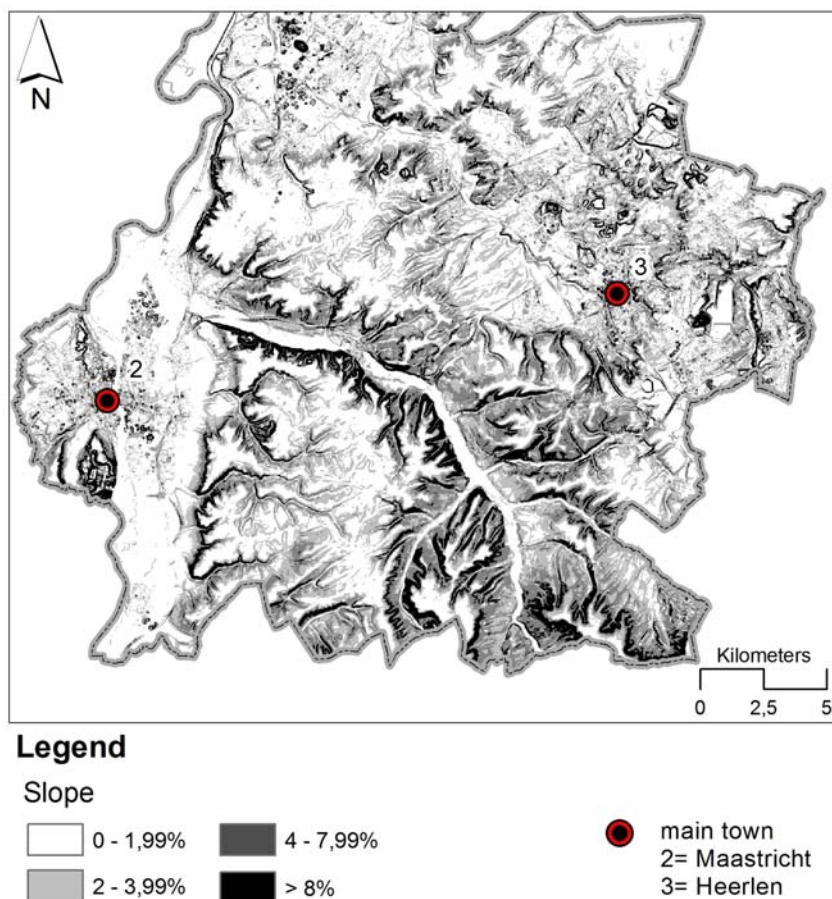 N
3
2
Kilometers
0 2,5 5
Legend
Slope
0 - 1,99%
4 - 7,99%
2 - 3,99%
> 8%
main town
2= Maastricht
3= Heerlen